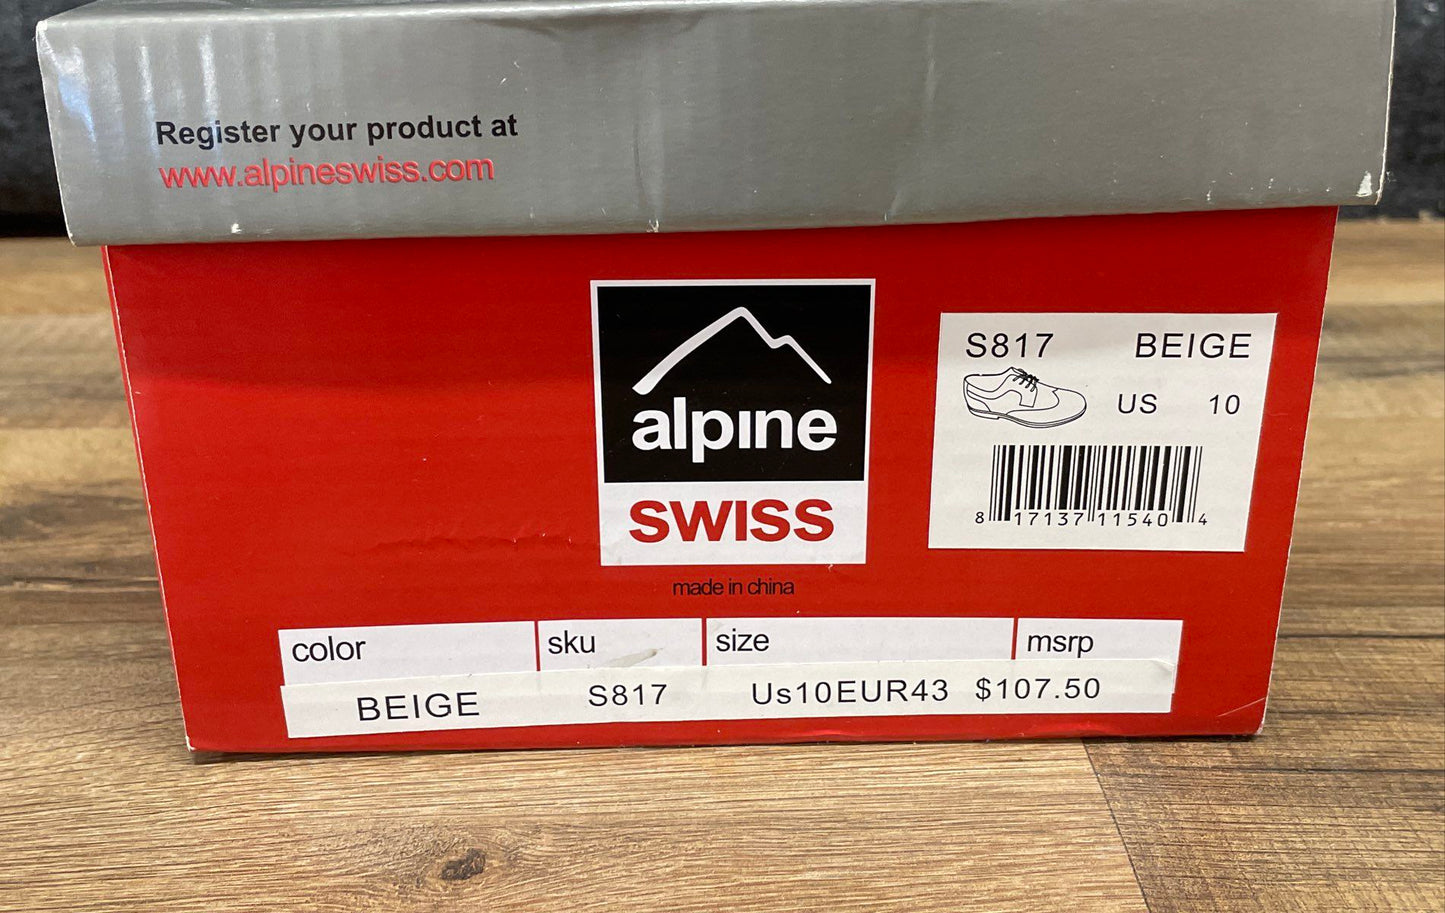 Register your product at
www.alpineswiss.com
alpine
SWISS
made in china
S817 BEIGE
US 10
8 17137 11540 4
color sku size msrp
BEIGE S817 Us10EUR43 $107.50